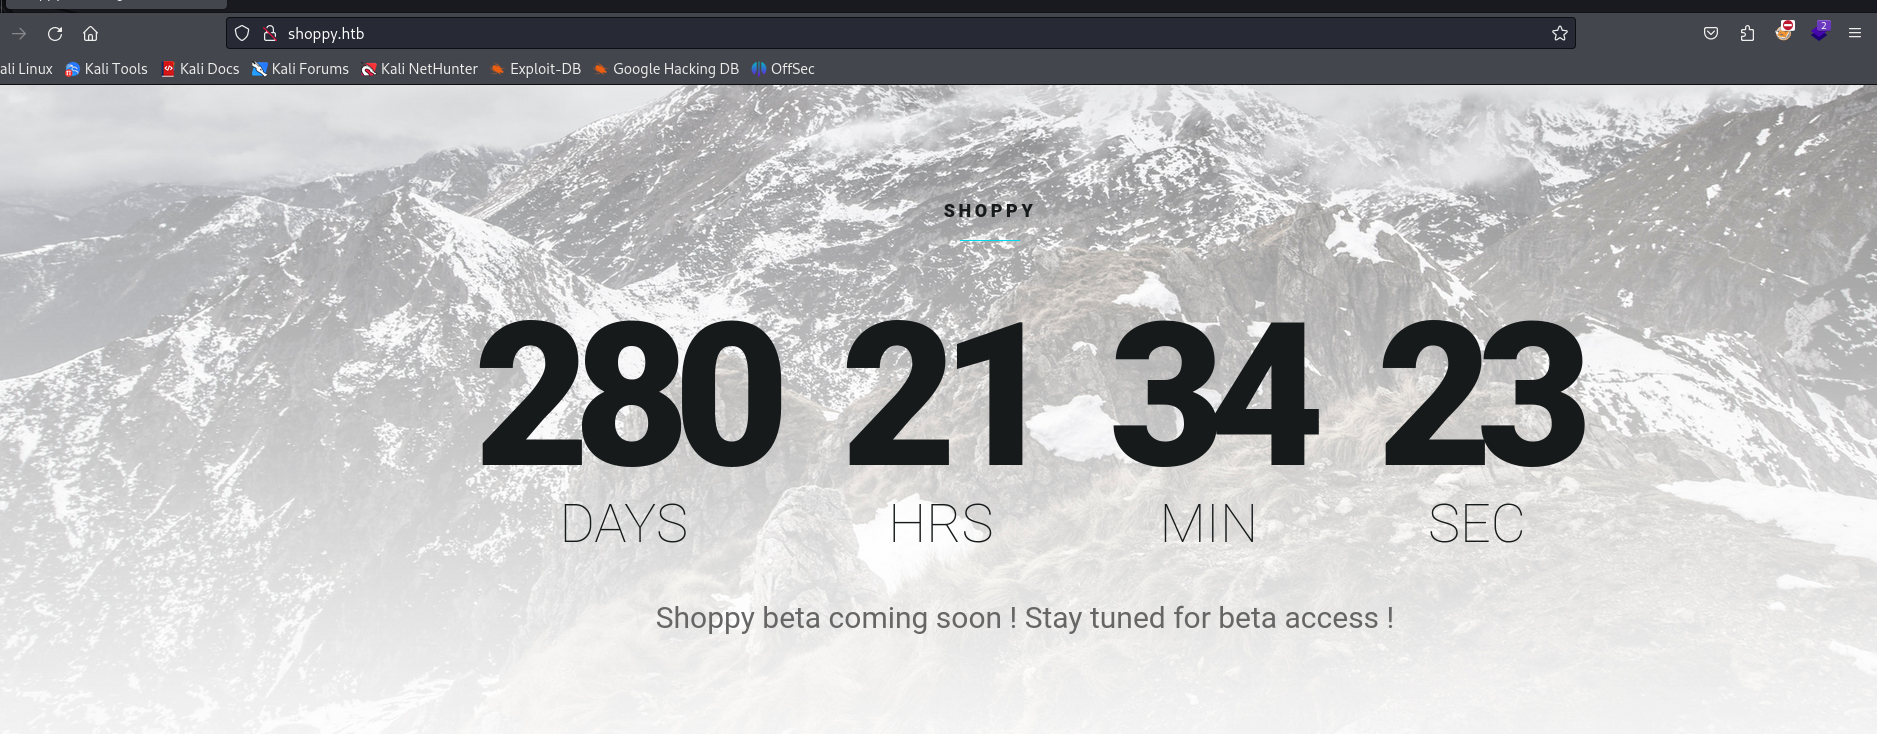 shoppy.htb
2
ali Linux Kali Tools Kali Docs Kali Forums Kali NetHunter Exploit-DB Google Hacking DB OffSec
SHOPPY
280 21 34 23
DAYS HRS MIN SEC
Shoppy beta coming soon ! Stay tuned for beta access !